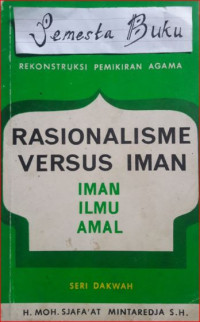 Semesta Buku
REKONSTRUKSI PEMIKIRAN AGAMA
RASIONALISME
VERSUS IMAN
IMAN
ILMU
AMAL
SERI DAKWAH
H. MOH. SJAFA'AT MINTAREDJA S.H.